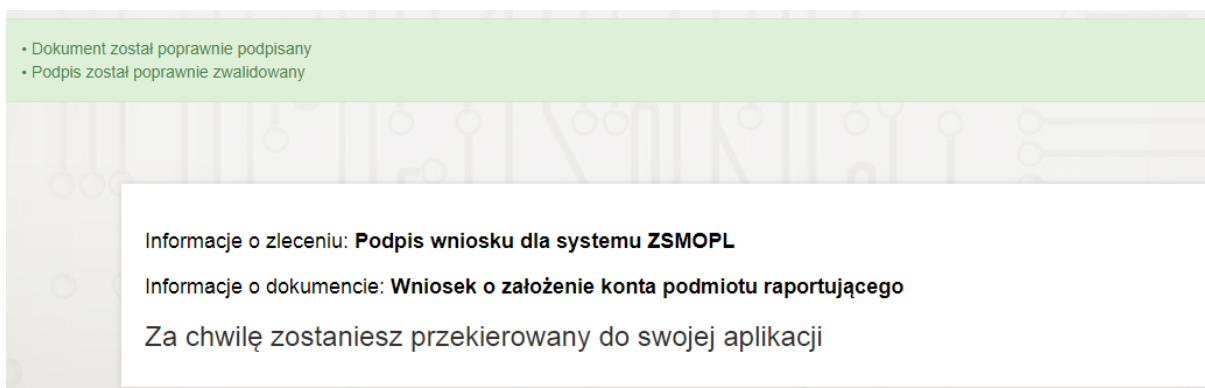 • Dokument został poprawnie podpisany
• Podpis został poprawnie zwalidowany
Informacje o zleceniu: Podpis wniosku dla systemu ZSMOPL
Informacje o dokumencie: Wniosek o założenie konta podmiotu raportującego
Za chwilę zostaniesz przekierowany do swojej aplikacji